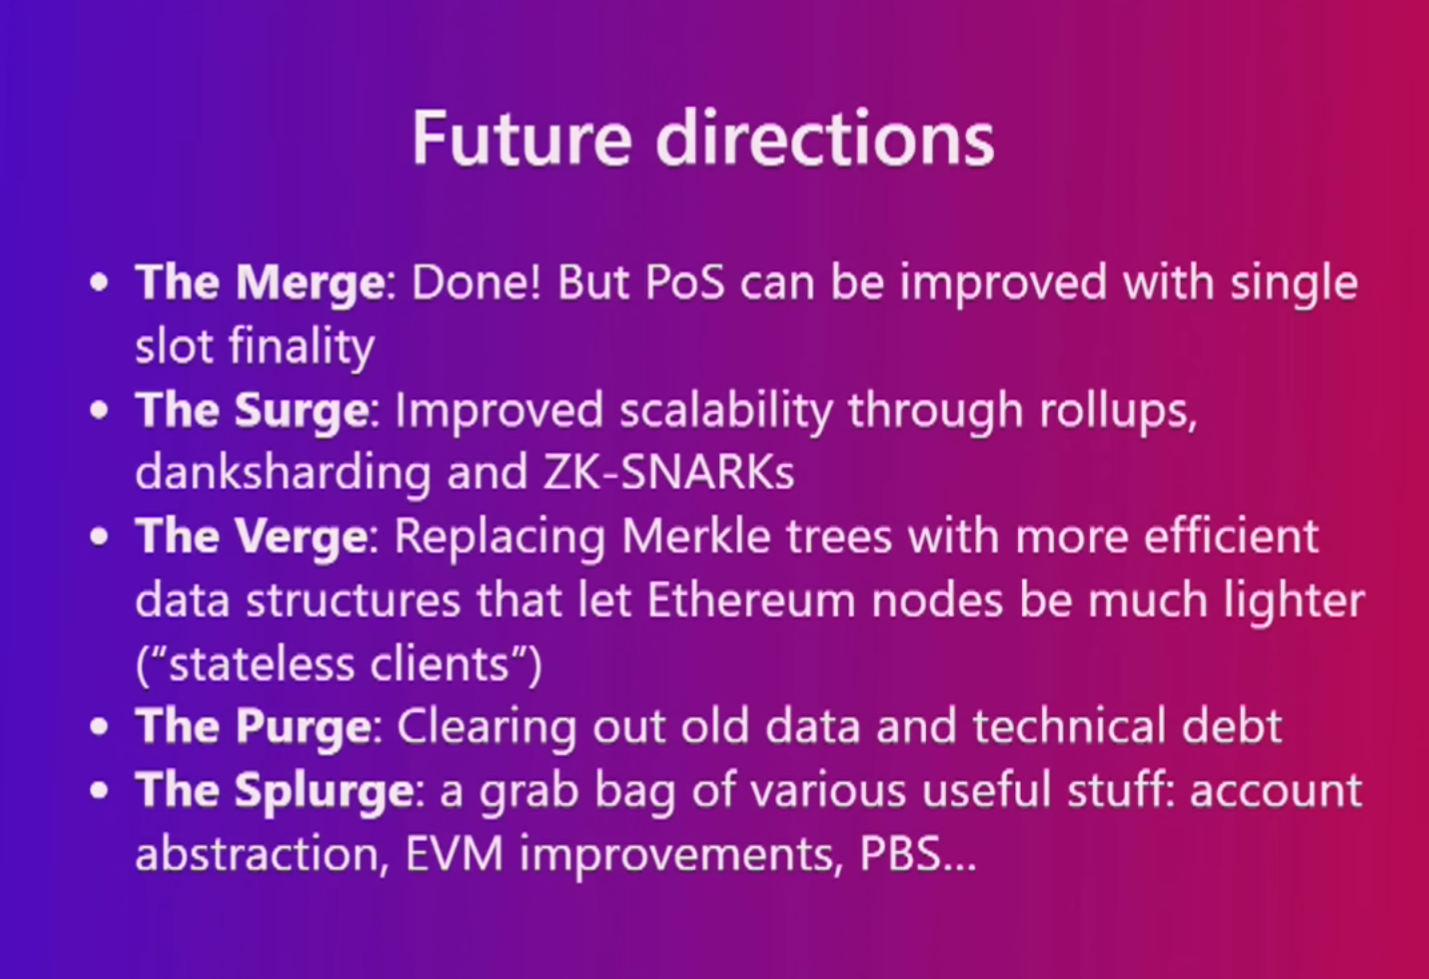 Future directions
• The Merge: Done! But PoS can be improved with single
slot finality
• The Surge: Improved scalability through rollups,
danksharding and ZK-SNARKs
• The Verge: Replacing Merkle trees with more efficient
data structures that let Ethereum nodes be much lighter
("stateless clients")
• The Purge: Clearing out old data and technical debt
• The Splurge: a grab bag of various useful stuff: account
abstraction, EVM improvements, PBS...